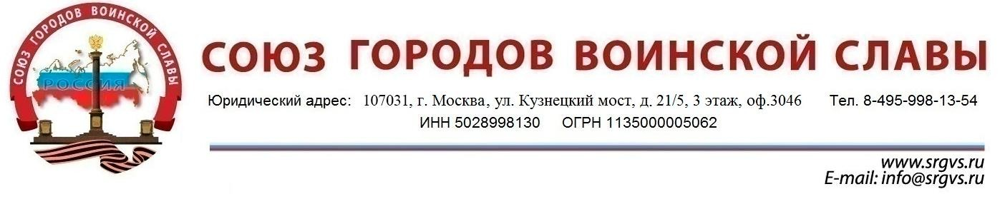 СОЮЗ ГОРОДОВ ВОИНСКОЙ СЛАВЫ
РОССИЯ
СОЮЗ ГОРОДОВ ВОИНСКОЙ СЛАВЫ
Юридический адрес: 107031, г. Москва, ул. Кузнецкий мост, д. 21/5, 3 этаж, оф.3046 Тел. 8-495-998-13-54
ИНН 5028998130 ОГРН 1135000005062
www.srgvs.ru
E-mail: info@srgvs.ru